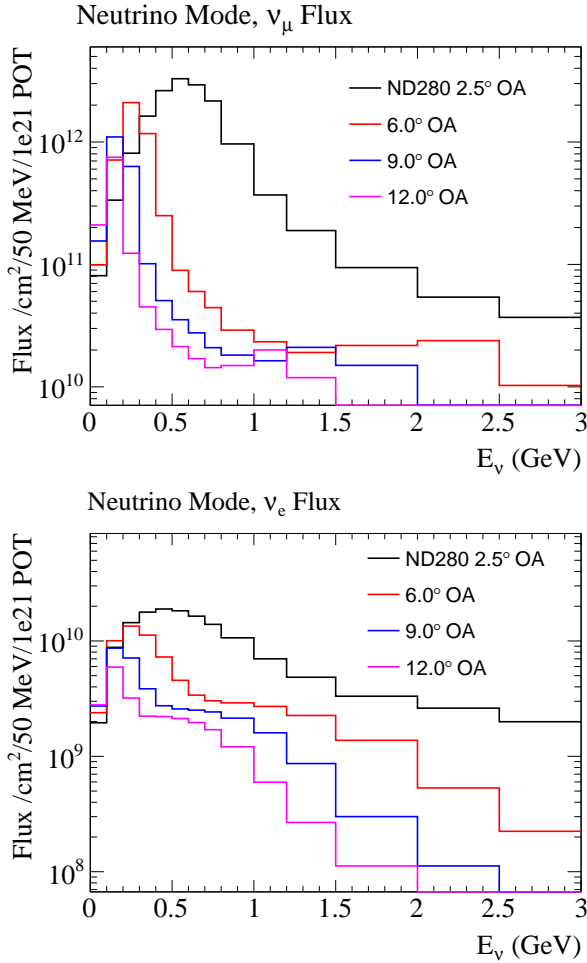 Neutrino Mode, νμ Flux
Flux /cm²/50 MeV/1e21 POT
ND280 2.5° OA
6.0° OA
9.0° OA
12.0° OA
10¹²
10¹¹
10¹⁰
0 0.5 1 1.5 2 2.5 3
Eν (GeV)
Neutrino Mode, νe Flux
Flux /cm²/50 MeV/1e21 POT
ND280 2.5° OA
6.0° OA
9.0° OA
12.0° OA
10¹⁰
10⁹
10⁸
0 0.5 1 1.5 2 2.5 3
Eν (GeV)